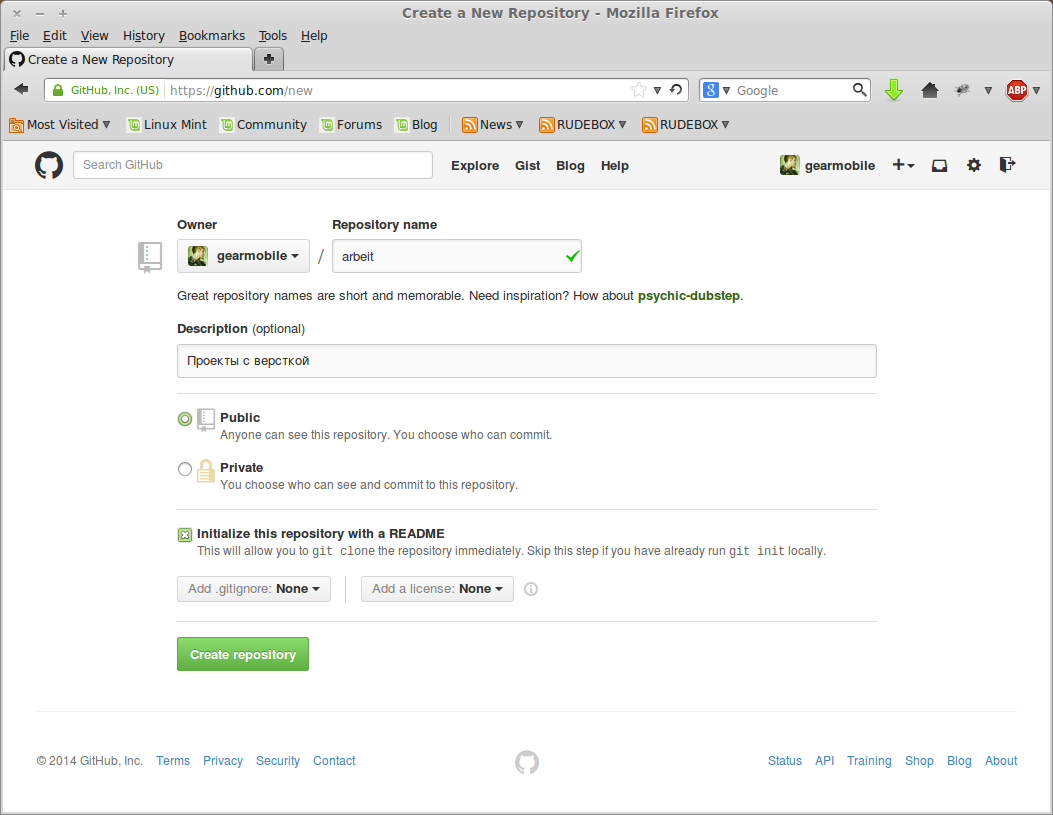 Create a New Repository - Mozilla Firefox
File Edit View History Bookmarks Tools Help
Create a New Repository
GitHub, Inc. (US) https://github.com/new Google ABP
Most Visited Linux Mint Community Forums Blog News RUDEBOX RUDEBOX
Search GitHub Explore Gist Blog Help gearmobile
Owner Repository name
gearmobile / arbeit
Great repository names are short and memorable. Need inspiration? How about psychic-dubstep.
Description (optional)
Проекты с версткой
Public
Anyone can see this repository. You choose who can commit.
Private
You choose who can see and commit to this repository.
Initialize this repository with a README
This will allow you to git clone the repository immediately. Skip this step if you have already run git init locally.
Add .gitignore: None Add a license: None
Create repository
© 2014 GitHub, Inc. Terms Privacy Security Contact Status API Training Shop Blog About